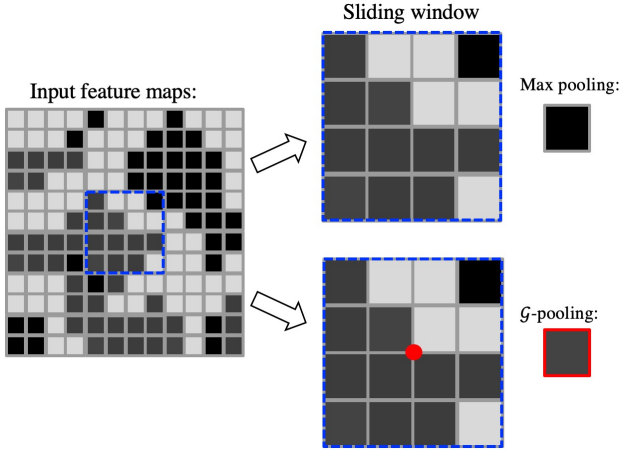 Sliding window
Input feature maps:
Max pooling:
𝒢-pooling: